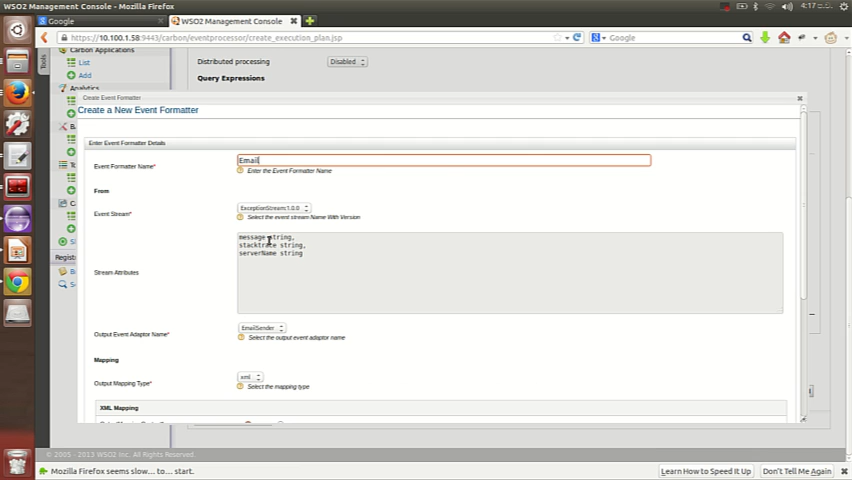 WSO2 Management Console - Mozilla Firefox
4:17
Google
WSO2 Management Console
https://10.100.1.58:9443/carbon/eventprocessor/create_execution_plan.jsp
Google
Carbon Applications
List
Add
Analytics
Tools
Distributed processing
Disabled
Query Expressions
Create Event Formatter
Create a New Event Formatter
Enter Event Formatter Details
Event Formatter Name*
Email
Enter the Event Formatter Name
From
Event Stream*
ExceptionStream:1.0.0
Select the event stream Name With Version
Stream Attributes
message string,
stacktrace string,
serverName string
Output Event Adaptor Name*
EmailSender
Select the output event adaptor name
Mapping
Output Mapping Type*
xml
Select the mapping type
XML Mapping
Regist
© 2005 - 2013 WSO2 Inc. All Rights Reserved.
Mozilla Firefox seems slow... to... start.
Learn How to Speed It Up
Don't Tell Me Again